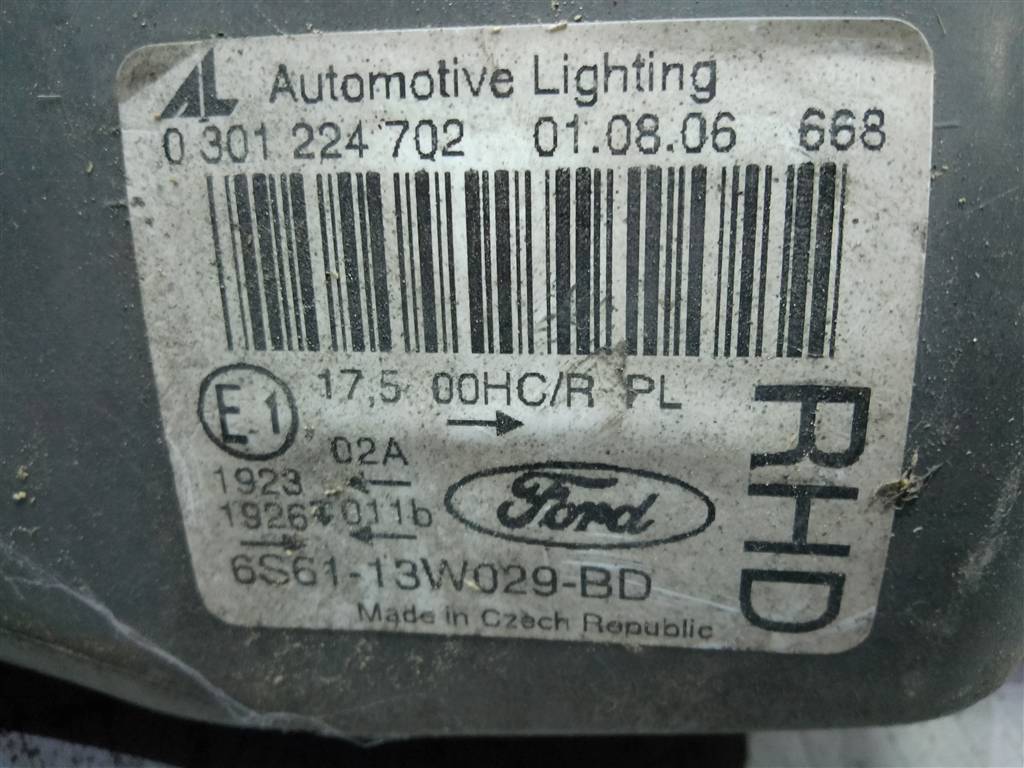 AL Automotive Lighting
0 301 224 702 01.08.06 668
E1 17,5 00HC/R PL
→
02A
1923 ←
1926 011b
→ ←
Ford
6S61-13W029-BD
Made in Czech Republic
RHD